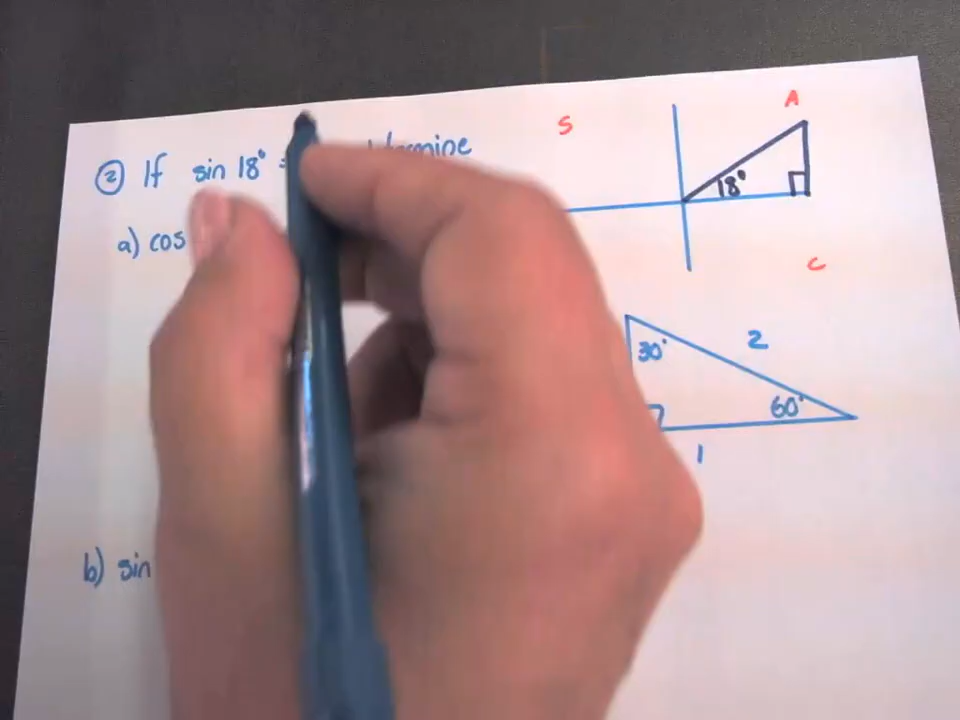 S
A
② If sin 18° =
18°
a) cos
C
30°
2
60°
1
b) sin